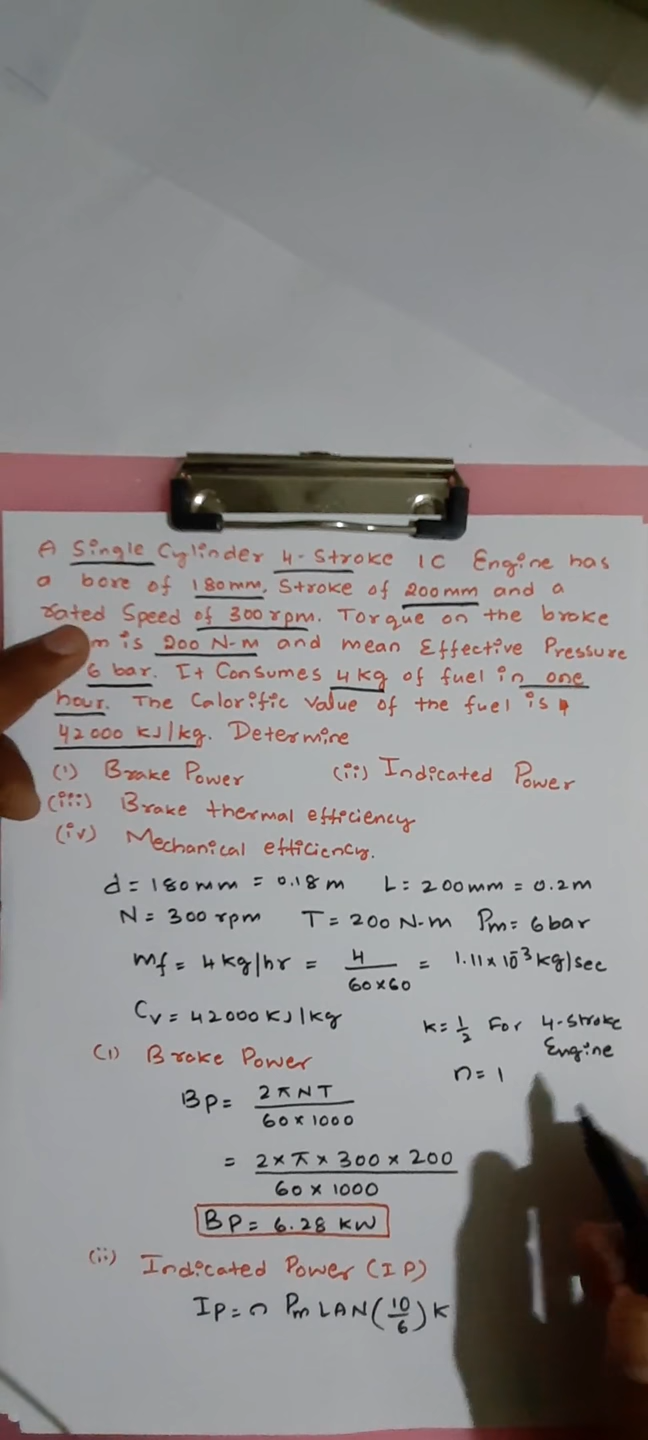 A Single Cylinder 4-Stroke IC Engine has
a bore of 180mm, Stroke of 200mm and a
rated Speed of 300 rpm. Torque on the brake
m is 200 N-m and mean Effective Pressure
6 bar. It Consumes 4 kg of fuel in one
hour. The Calorific Value of the fuel is
42000 KJ/kg. Determine
(i) Brake Power (ii) Indicated Power
(iii) Brake thermal efficiency
(iv) Mechanical efficiency.
d = 180mm = 0.18m L = 200mm = 0.2m
N = 300 rpm T = 200 N-m Pm = 6 bar
mf = 4kg/hr = 4/(60×60) = 1.11×10⁻³ kg/sec
Cv = 42000 KJ/kg
K = 1/2 For 4-Stroke
Engine
n = 1
(i) Brake Power
BP = 2πNT/(60×1000)
= (2×π×300×200)/(60×1000)
BP = 6.28 KW
(ii) Indicated Power (IP)
IP = n Pm LAN (10/6) K